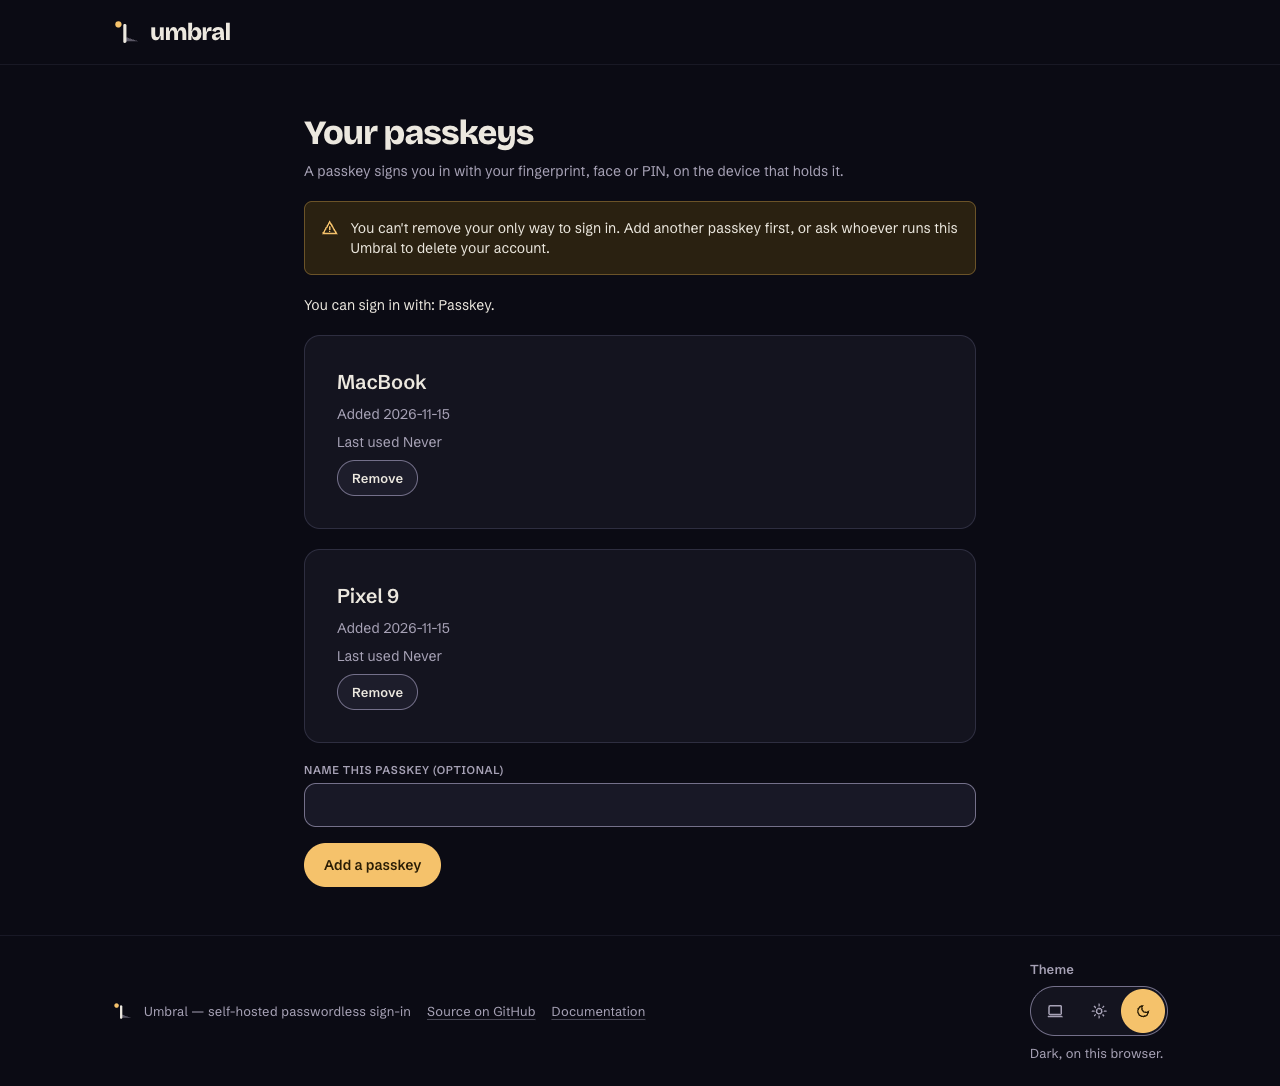 umbral
Your passkeys
A passkey signs you in with your fingerprint, face or PIN, on the device that holds it.
You can't remove your only way to sign in. Add another passkey first, or ask whoever runs this
Umbral to delete your account.
You can sign in with: Passkey.
MacBook
Added 2026-11-15
Last used Never
Remove
Pixel 9
Added 2026-11-15
Last used Never
Remove
NAME THIS PASSKEY (OPTIONAL)
Add a passkey
Theme
Umbral — self-hosted passwordless sign-in Source on GitHub Documentation
Dark, on this browser.